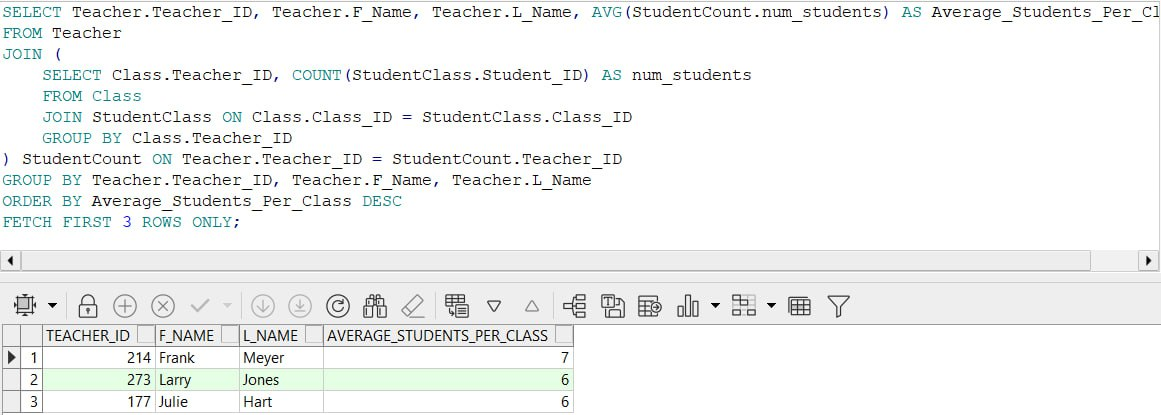 SELECT Teacher.Teacher_ID, Teacher.F_Name, Teacher.L_Name, AVG(StudentCount.num_students) AS Average_Students_Per_Cl
FROM Teacher
JOIN (
    SELECT Class.Teacher_ID, COUNT(StudentClass.Student_ID) AS num_students
    FROM Class
    JOIN StudentClass ON Class.Class_ID = StudentClass.Class_ID
    GROUP BY Class.Teacher_ID
) StudentCount ON Teacher.Teacher_ID = StudentCount.Teacher_ID
GROUP BY Teacher.Teacher_ID, Teacher.F_Name, Teacher.L_Name
ORDER BY Average_Students_Per_Class DESC
FETCH FIRST 3 ROWS ONLY;
TEACHER_ID F_NAME L_NAME AVERAGE_STUDENTS_PER_CLASS
1 214 Frank Meyer 7
2 273 Larry Jones 6
3 177 Julie Hart 6